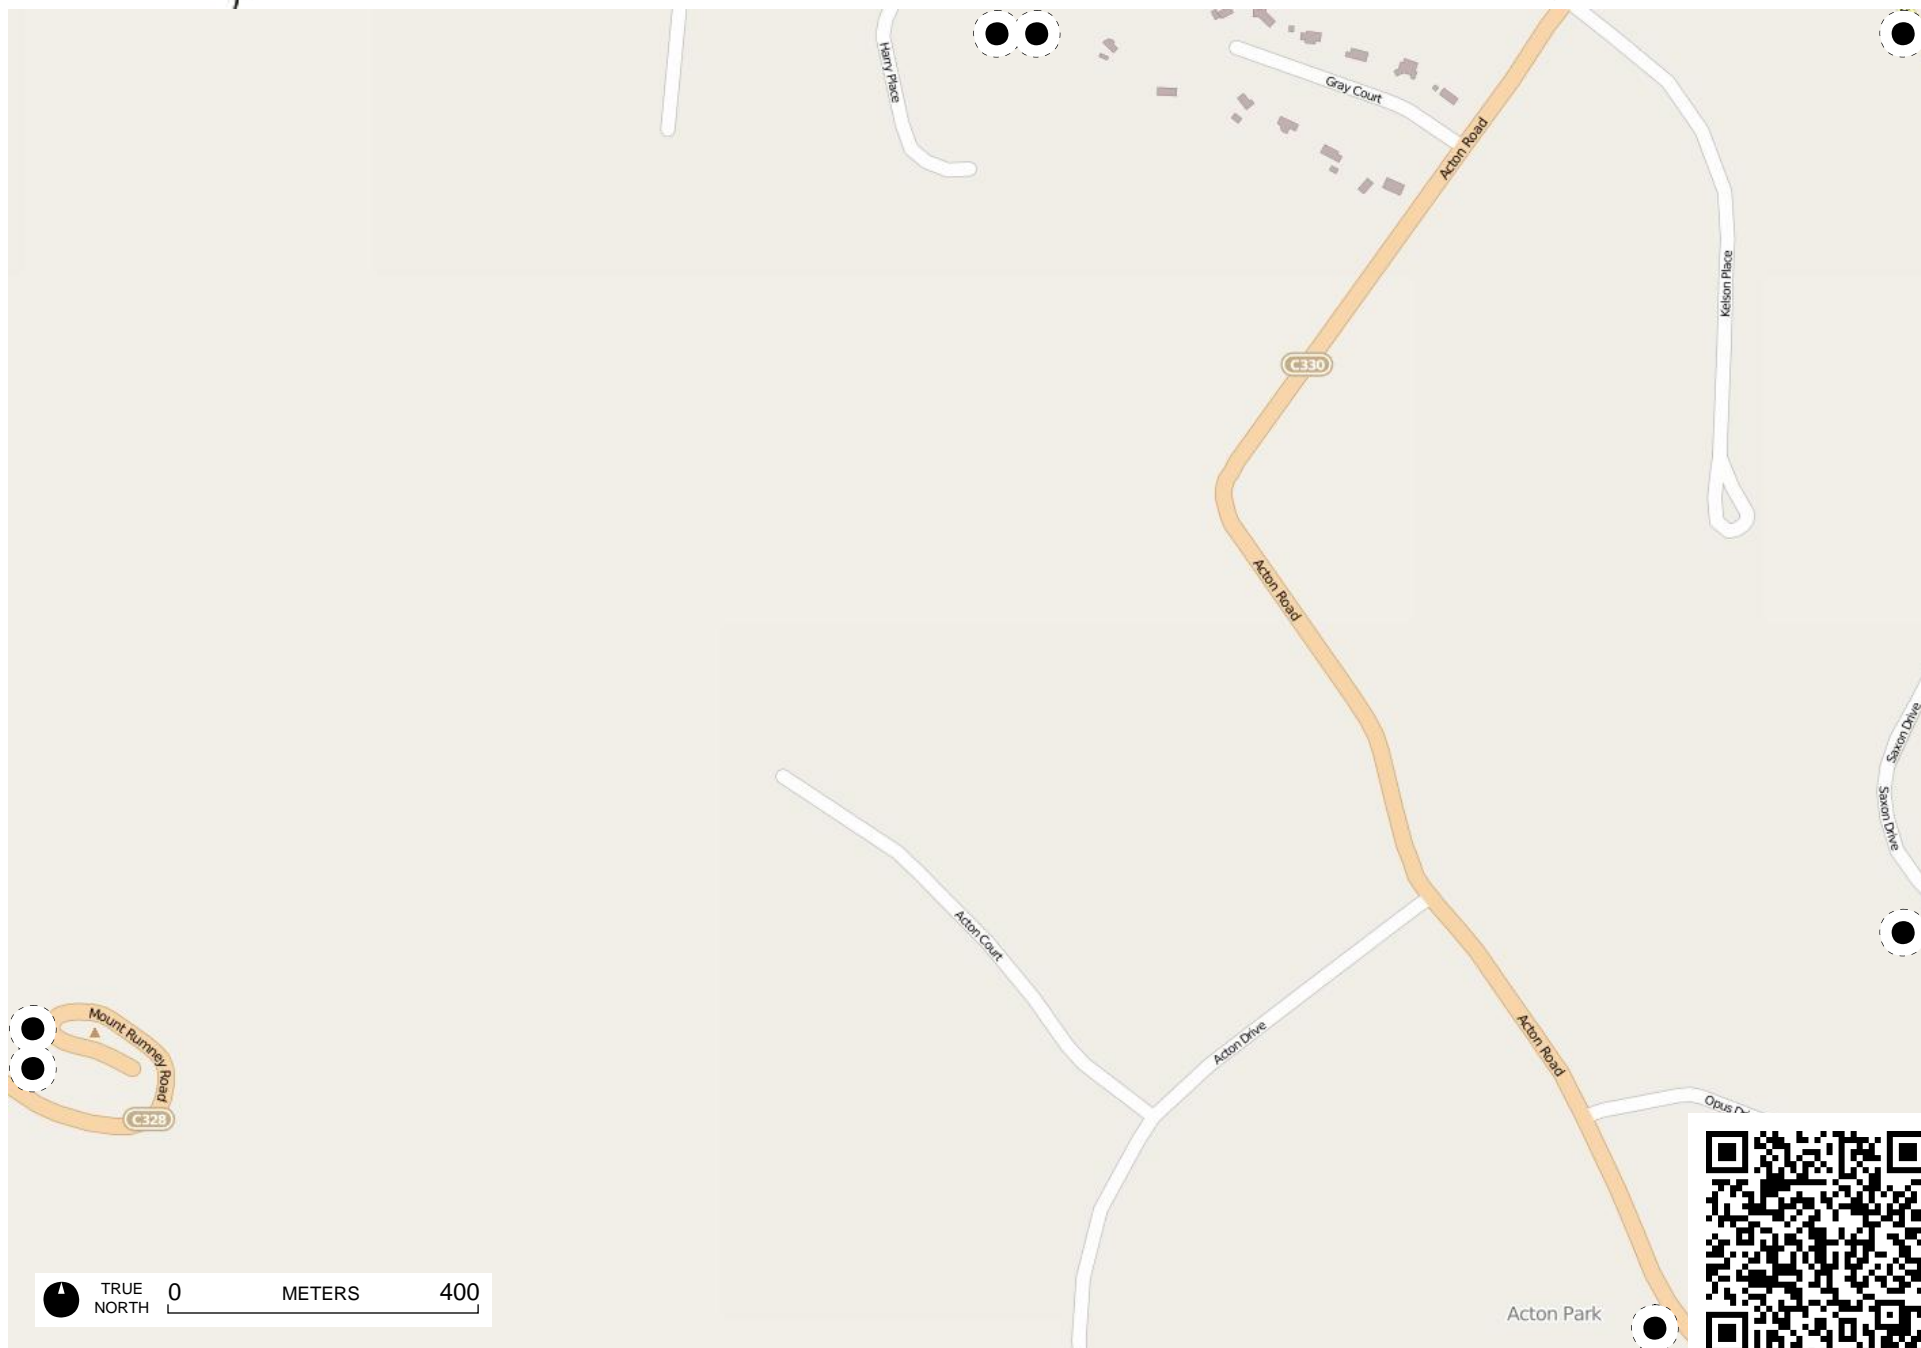 Harry Place
Gray Court
Acton Road
Kelson Place
C330
Acton Road
Saxon Drive
Saxon Drive
Acton Court
Mount Rumney Road
Acton Drive
Acton Road
C328
Opus
TRUE NORTH
0 METERS 400
Acton Park